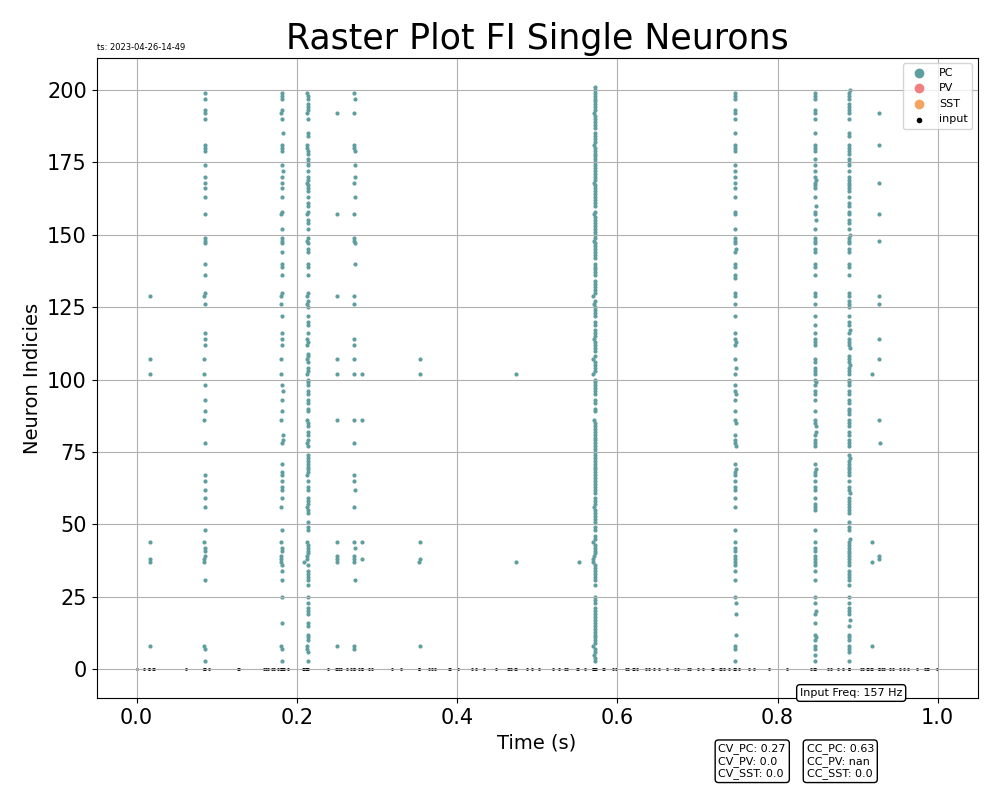 Raster Plot FI Single Neurons
ts: 2023-04-26-14-49
PC
PV
SST
input
200
175
150
125
100
75
50
25
0
Neuron Indicies
0.0 0.2 0.4 0.6 0.8 1.0
Time (s)
Input Freq: 157 Hz
CV_PC: 0.27
CV_PV: 0.0
CV_SST: 0.0
CC_PC: 0.63
CC_PV: nan
CC_SST: 0.0